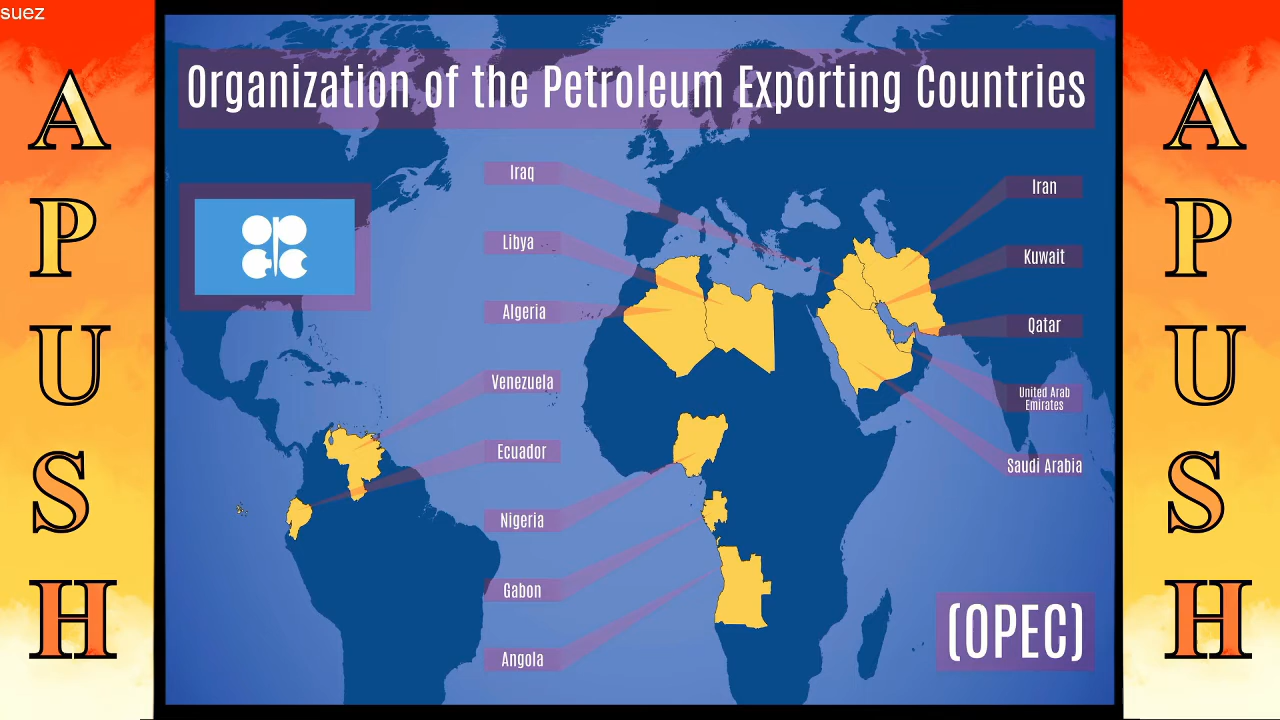 suez
A
P
U
S
H
Organization of the Petroleum Exporting Countries
OPEC
Iraq
Libya
Algeria
Venezuela
Ecuador
Nigeria
Gabon
Angola
Iran
Kuwait
Qatar
United Arab
Emirates
Saudi Arabia
(OPEC)
A
P
U
S
H